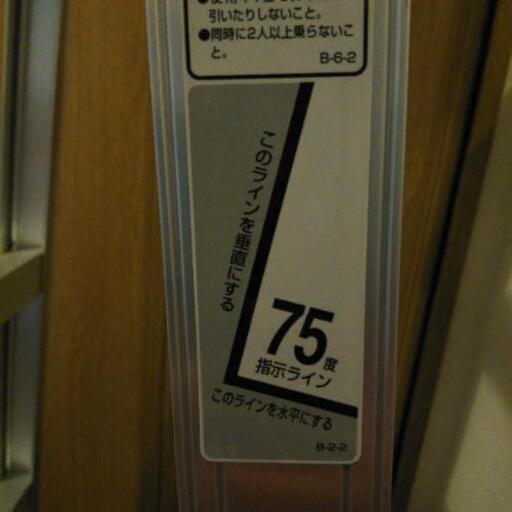 引いたりしないこと。
●同時に2人以上乗らないこ
と。
B-6-2
このラインを垂直にする
75度
指示ライン
このラインを水平にする
B-2-2